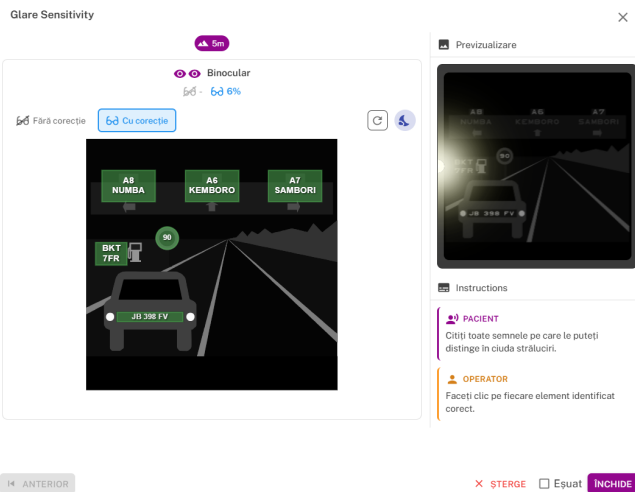 Glare Sensitivity
5m
Binocular
- 6%
Fără corecție
Cu corecție
A8
NUMBA
A6
KEMBORO
A7
SAMBORI
90
BKT
7FR
JB 398 FV
Previzualizare
A8
NUMBA
A6
KEMBORO
A7
SAMBORI
90
BKT
7FR
JB 398 FV
Instructions
PACIENT
Citiți toate semnele pe care le puteți
distinge în ciuda străluciri.
OPERATOR
Faceți clic pe fiecare element identificat
corect.
ANTERIOR
ȘTERGE
Eșuat
ÎNCHIDE